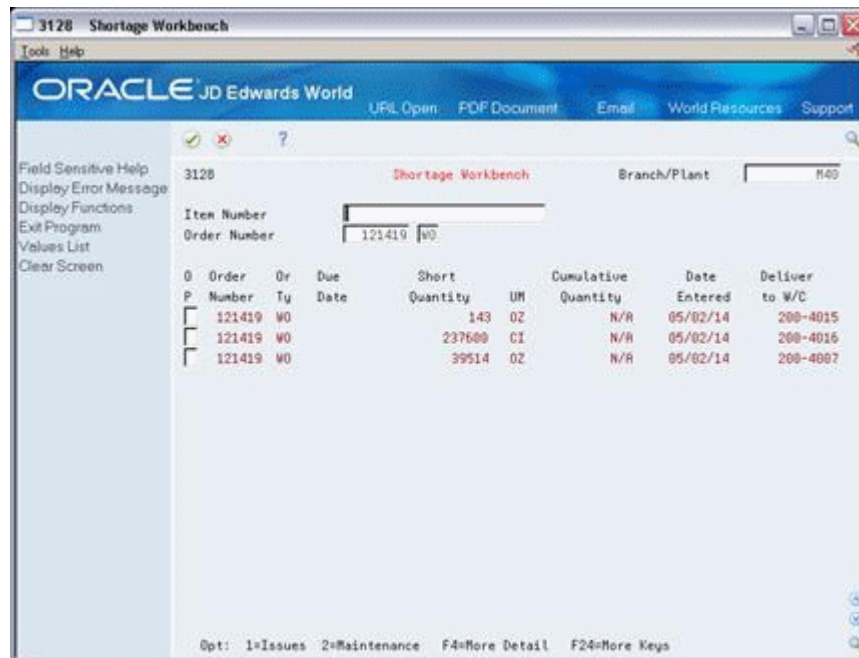 3128 Shortage Workbench
Tools Help
ORACLE JD Edwards World
URL Open PDF Document Email World Resources Support
?
Field Sensitive Help
Display Error Message
Display Functions
Exit Program
Values List
Clear Screen
3128 Shortage Workbench Branch/Plant M40
Item Number
Order Number 121419 WO
O Order Or Due Short Cumulative Date Deliver
P Number Ty Date Quantity UM Quantity Entered to W/C
121419 WO 143 OZ N/A 05/02/14 200-4015
121419 WO 237600 CI N/A 05/02/14 200-4016
121419 WO 39514 OZ N/A 05/02/14 200-4007
Opt: 1=Issues 2=Maintenance F4=More Detail F24=More Keys